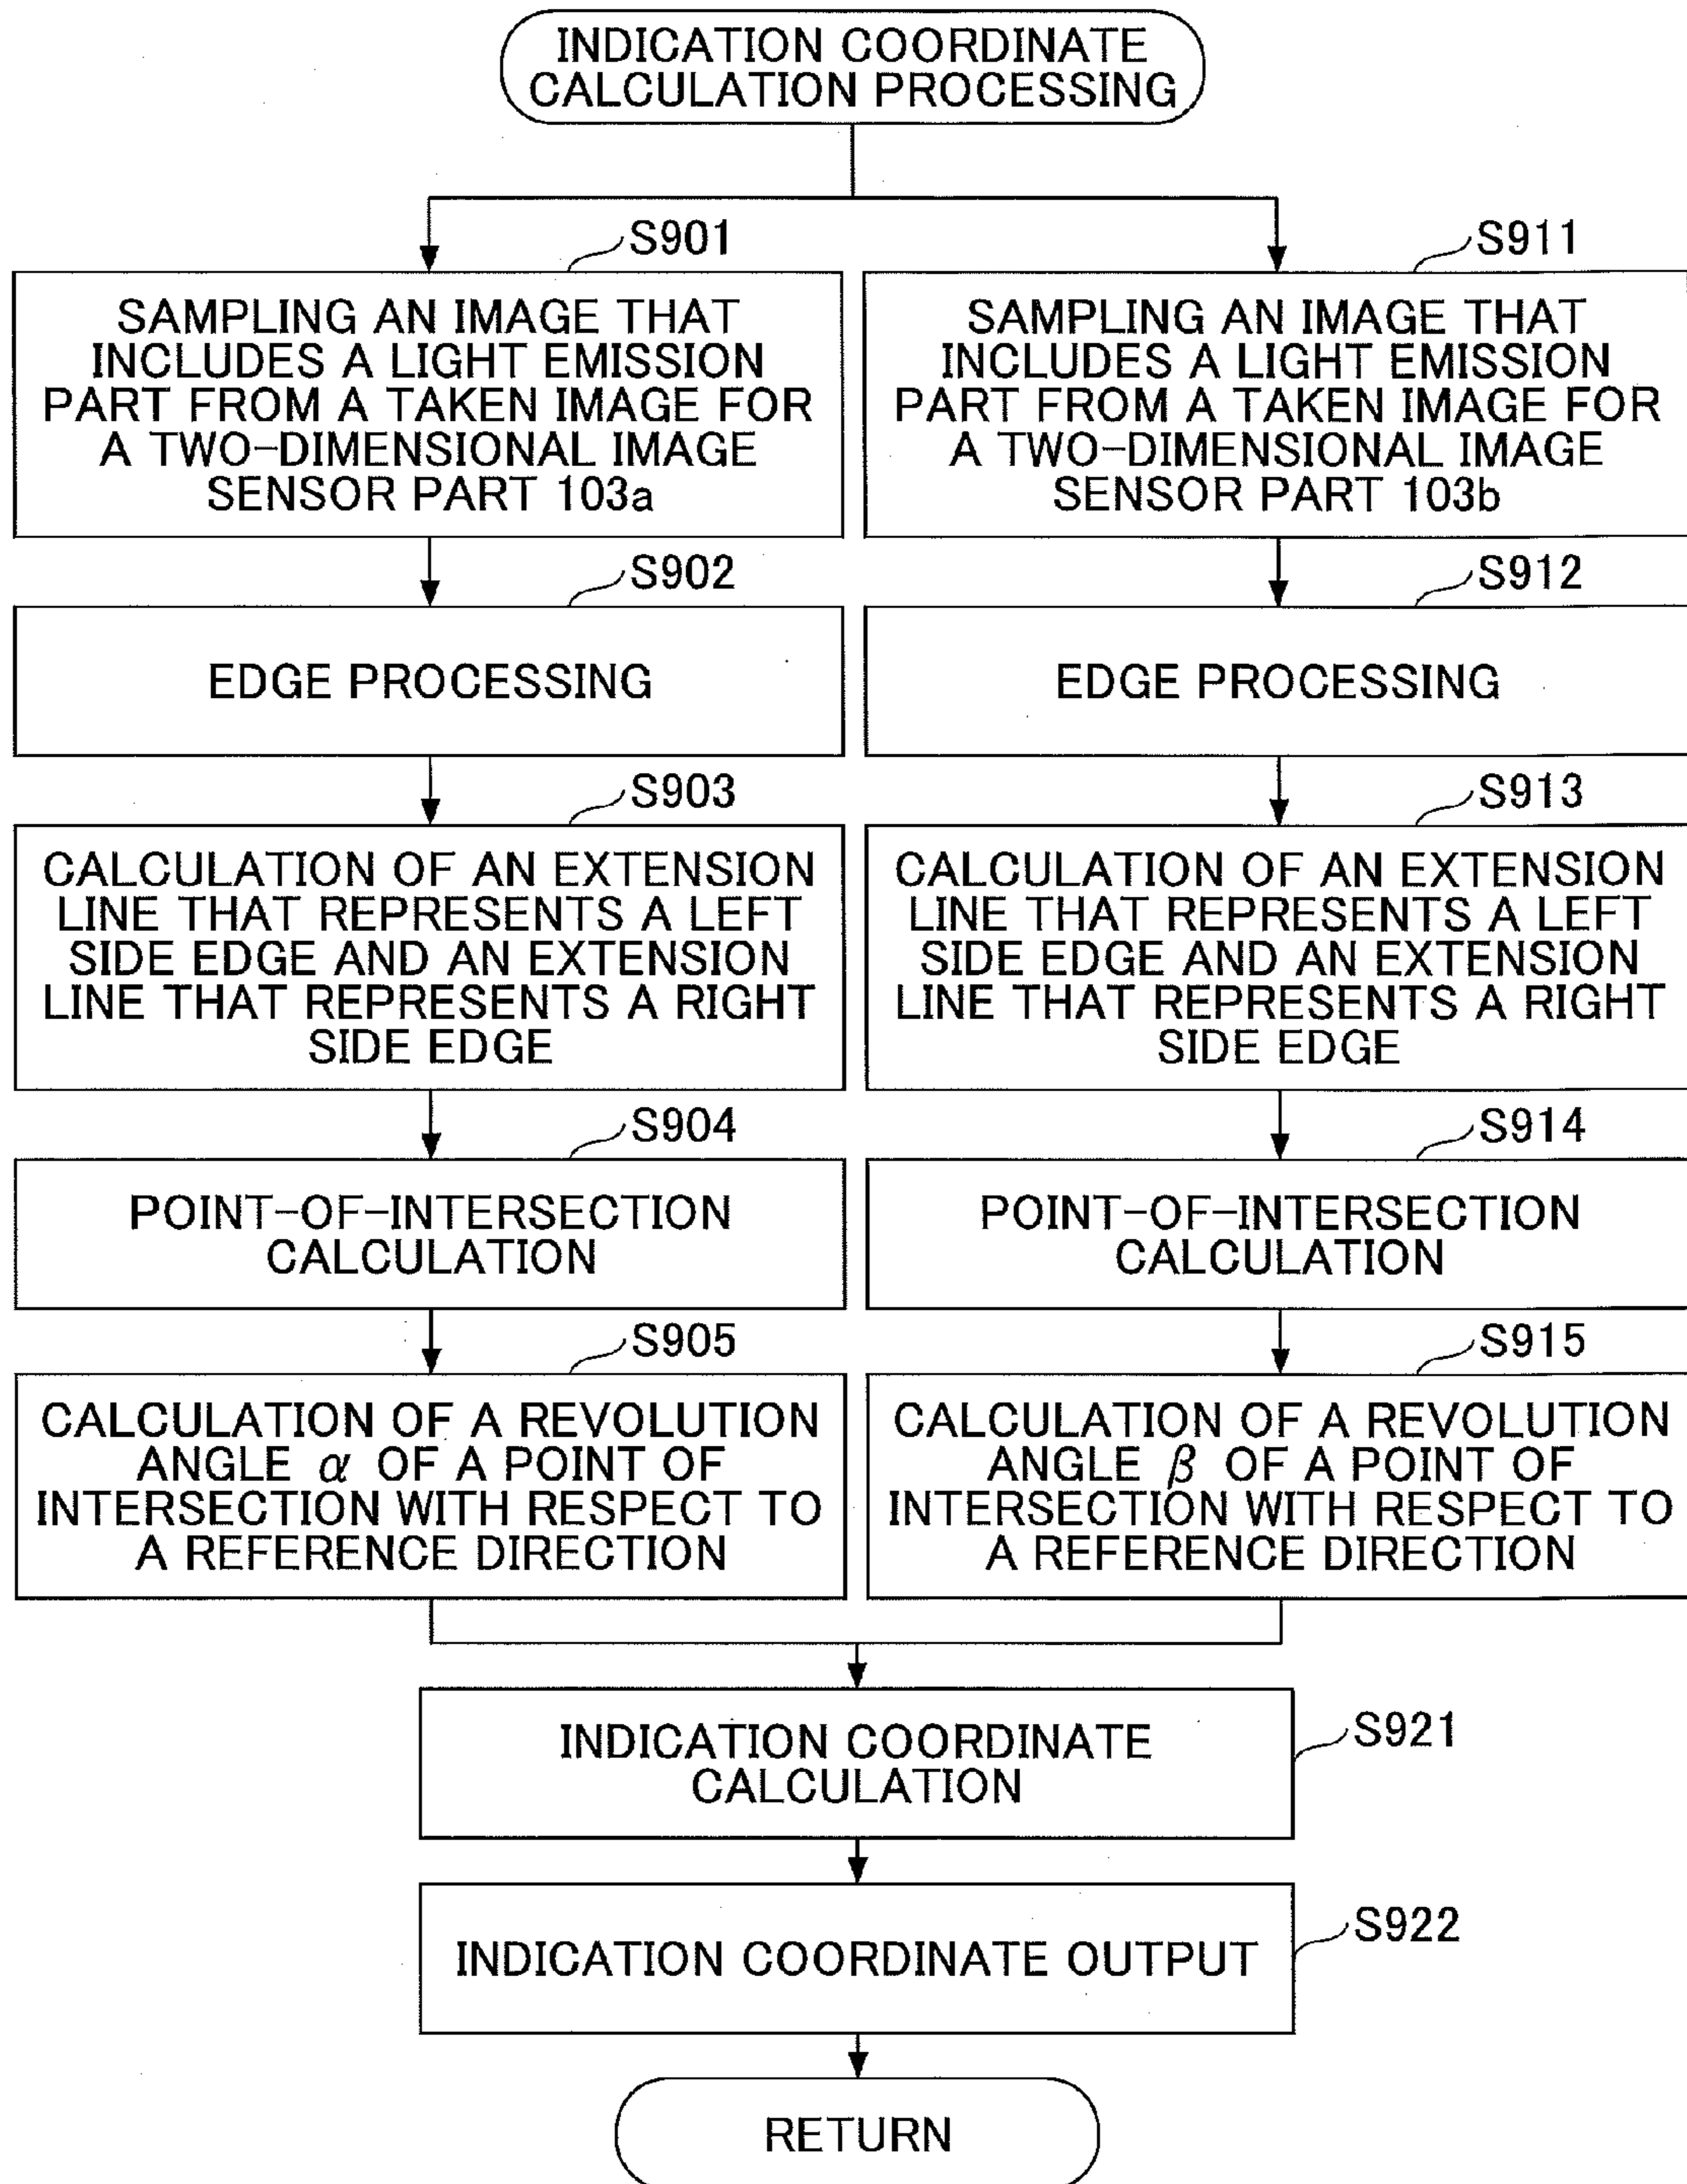 INDICATION COORDINATE
CALCULATION PROCESSING
S901
SAMPLING AN IMAGE THAT
INCLUDES A LIGHT EMISSION
PART FROM A TAKEN IMAGE FOR
A TWO-DIMENSIONAL IMAGE
SENSOR PART 103a
S902
EDGE PROCESSING
S903
CALCULATION OF AN EXTENSION
LINE THAT REPRESENTS A LEFT
SIDE EDGE AND AN EXTENSION
LINE THAT REPRESENTS A RIGHT
SIDE EDGE
S904
POINT-OF-INTERSECTION
CALCULATION
S905
CALCULATION OF A REVOLUTION
ANGLE α OF A POINT OF
INTERSECTION WITH RESPECT TO
A REFERENCE DIRECTION
S911
SAMPLING AN IMAGE THAT
INCLUDES A LIGHT EMISSION
PART FROM A TAKEN IMAGE FOR
A TWO-DIMENSIONAL IMAGE
SENSOR PART 103b
S912
EDGE PROCESSING
S913
CALCULATION OF AN EXTENSION
LINE THAT REPRESENTS A LEFT
SIDE EDGE AND AN EXTENSION
LINE THAT REPRESENTS A RIGHT
SIDE EDGE
S914
POINT-OF-INTERSECTION
CALCULATION
S915
CALCULATION OF A REVOLUTION
ANGLE β OF A POINT OF
INTERSECTION WITH RESPECT TO
A REFERENCE DIRECTION
S921
INDICATION COORDINATE
CALCULATION
S922
INDICATION COORDINATE OUTPUT
RETURN